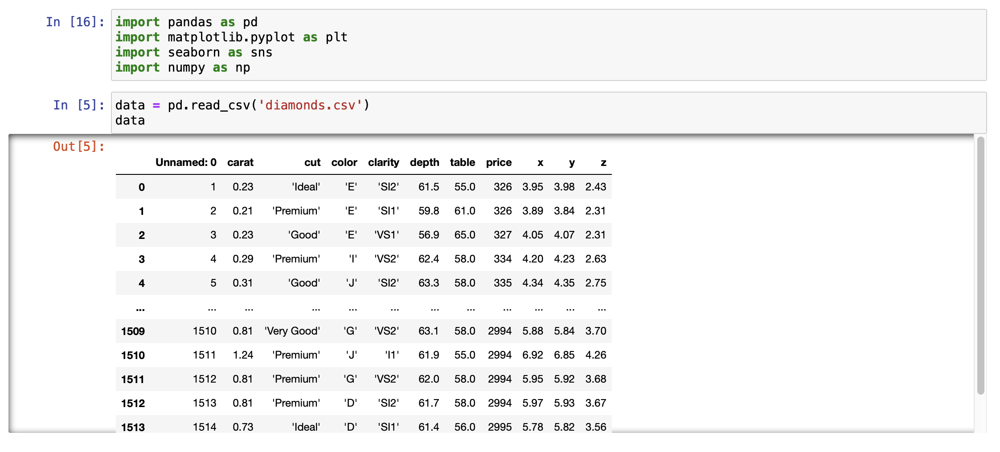 In [16]: import pandas as pd
import matplotlib.pyplot as plt
import seaborn as sns
import numpy as np
In [5]: data = pd.read_csv('diamonds.csv')
data
Out[5]:
Unnamed: 0 carat cut color clarity depth table price x y z
0 1 0.23 'Ideal' 'E' 'SI2' 61.5 55.0 326 3.95 3.98 2.43
1 2 0.21 'Premium' 'E' 'SI1' 59.8 61.0 326 3.89 3.84 2.31
2 3 0.23 'Good' 'E' 'VS1' 56.9 65.0 327 4.05 4.07 2.31
3 4 0.29 'Premium' 'I' 'VS2' 62.4 58.0 334 4.20 4.23 2.63
4 5 0.31 'Good' 'J' 'SI2' 63.3 58.0 335 4.34 4.35 2.75
... ... ... ... ... ... ... ... ... ... ... ...
1509 1510 0.81 'Very Good' 'G' 'VS2' 63.1 58.0 2994 5.88 5.84 3.70
1510 1511 1.24 'Premium' 'J' 'I1' 61.9 55.0 2994 6.92 6.85 4.26
1511 1512 0.81 'Premium' 'G' 'VS2' 62.0 58.0 2994 5.95 5.92 3.68
1512 1513 0.81 'Premium' 'D' 'SI2' 61.7 58.0 2994 5.97 5.93 3.67
1513 1514 0.73 'Ideal' 'D' 'SI1' 61.4 56.0 2995 5.78 5.82 3.56